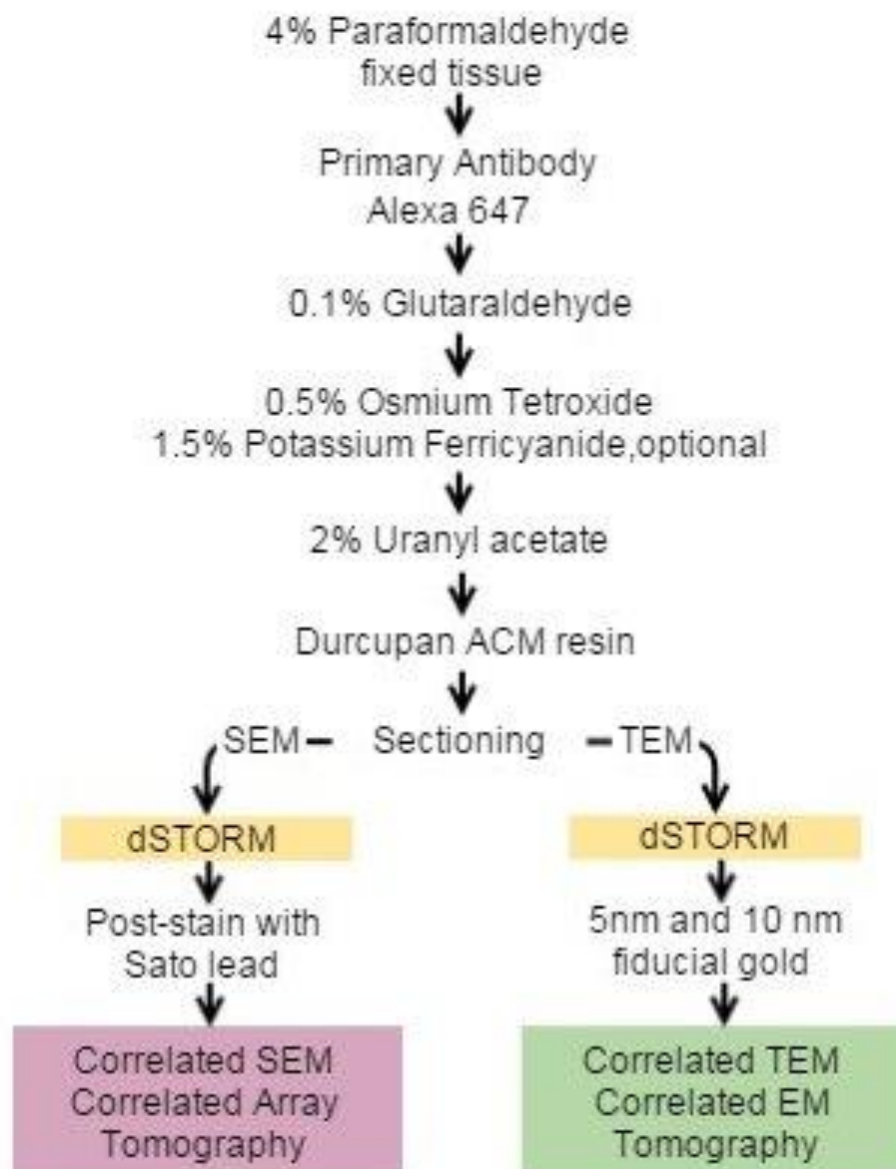 4% Paraformaldehyde
fixed tissue
Primary Antibody
Alexa 647
0.1% Glutaraldehyde
0.5% Osmium Tetroxide
1.5% Potassium Ferricyanide,optional
2% Uranyl acetate
Durcupan ACM resin
SEM – Sectioning – TEM
dSTORM
dSTORM
Post-stain with
Sato lead
5nm and 10 nm
fiducial gold
Correlated SEM
Correlated Array
Tomography
Correlated TEM
Correlated EM
Tomography